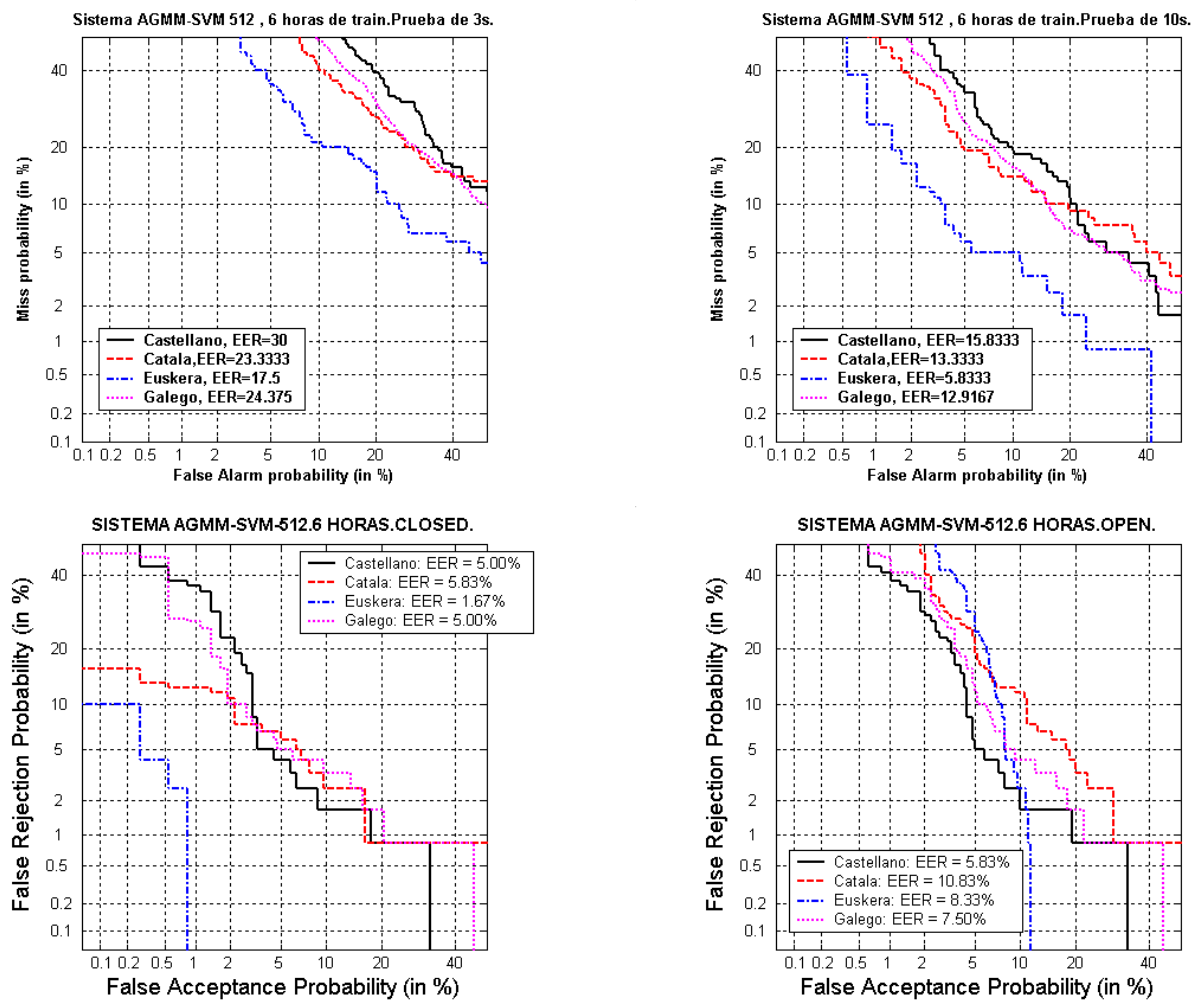 Sistema AGMM-SVM 512 , 6 horas de train.Prueba de 3s.
40
20
10
5
2
1
0.5
0.2
0.1
Miss probability (in %)
Castellano, EER=30
Catala,EER=23.3333
Euskera, EER=17.5
Galego, EER=24.375
0.1 0.2 0.5 1 2 5 10 20 40
False Alarm probability (in %)
Sistema AGMM-SVM 512 , 6 horas de train.Prueba de 10s.
40
20
10
5
2
1
0.5
0.2
0.1
Miss probability (in %)
Castellano, EER=15.8333
Catala,EER=13.3333
Euskera, EER=5.8333
Galego, EER=12.9167
0.1 0.2 0.5 1 2 5 10 20 40
False Alarm probability (in %)
SISTEMA AGMM-SVM-512.6 HORAS.CLOSED.
Castellano: EER = 5.00%
Catala: EER = 5.83%
Euskera: EER = 1.67%
Galego: EER = 5.00%
40
20
10
5
2
1
0.5
0.2
0.1
False Rejection Probability (in %)
0.1 0.2 0.5 1 2 5 10 20 40
False Acceptance Probability (in %)
SISTEMA AGMM-SVM-512.6 HORAS.OPEN.
40
20
10
5
2
1
0.5
0.2
0.1
False Rejection Probability (in %)
Castellano: EER = 5.83%
Catala: EER = 10.83%
Euskera: EER = 8.33%
Galego: EER = 7.50%
0.1 0.2 0.5 1 2 5 10 20 40
False Acceptance Probability (in %)